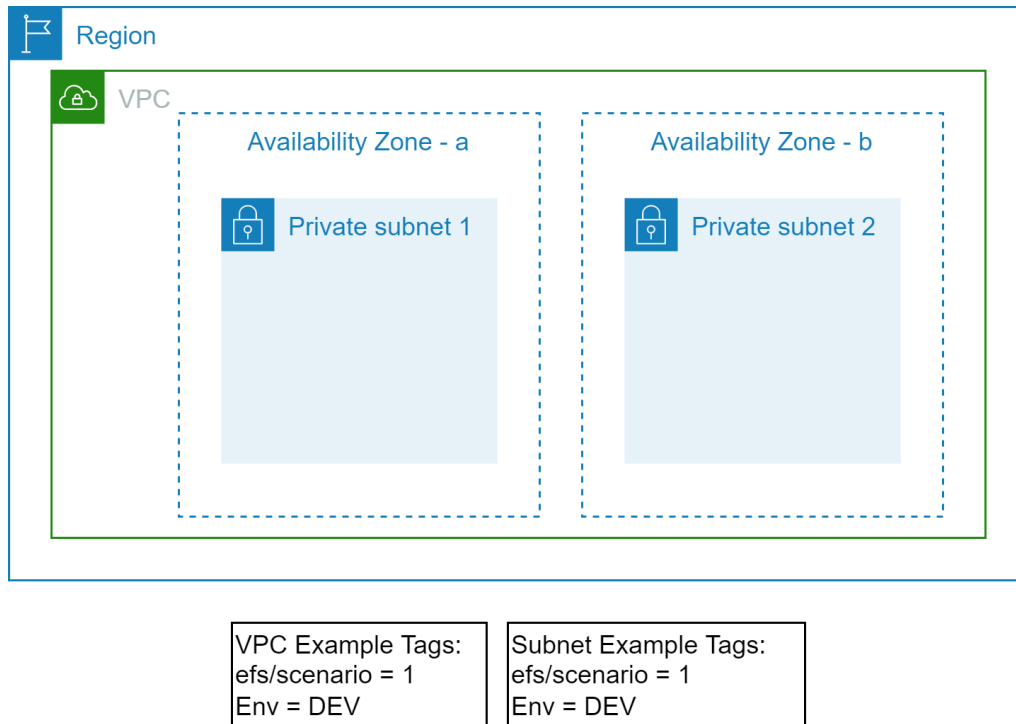 Region
VPC
Availability Zone - a
Availability Zone - b
Private subnet 1
Private subnet 2
VPC Example Tags:
efs/scenario = 1
Env = DEV
Subnet Example Tags:
efs/scenario = 1
Env = DEV